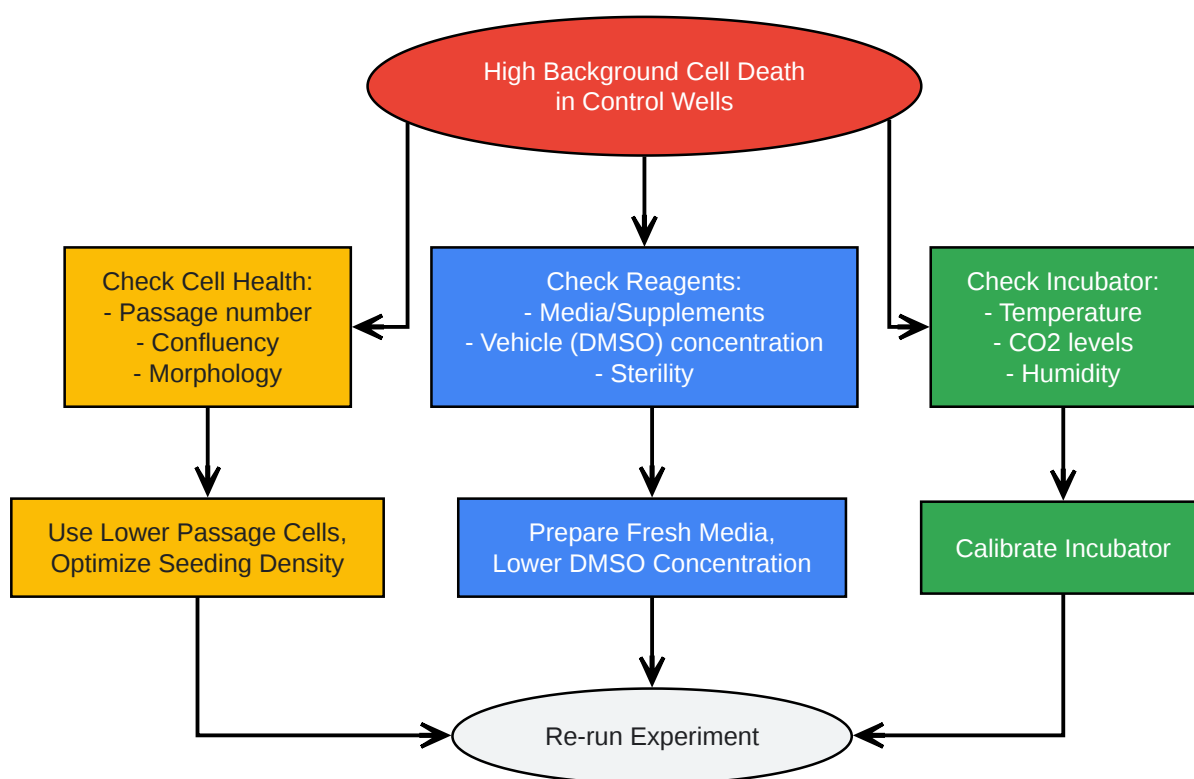 High Background Cell Death
in Control Wells
Check Cell Health:
- Passage number
- Confluency
- Morphology
Check Reagents:
- Media/Supplements
- Vehicle (DMSO) concentration
- Sterility
Check Incubator:
- Temperature
- CO2 levels
- Humidity
Use Lower Passage Cells,
Optimize Seeding Density
Prepare Fresh Media,
Lower DMSO Concentration
Calibrate Incubator
Re-run Experiment